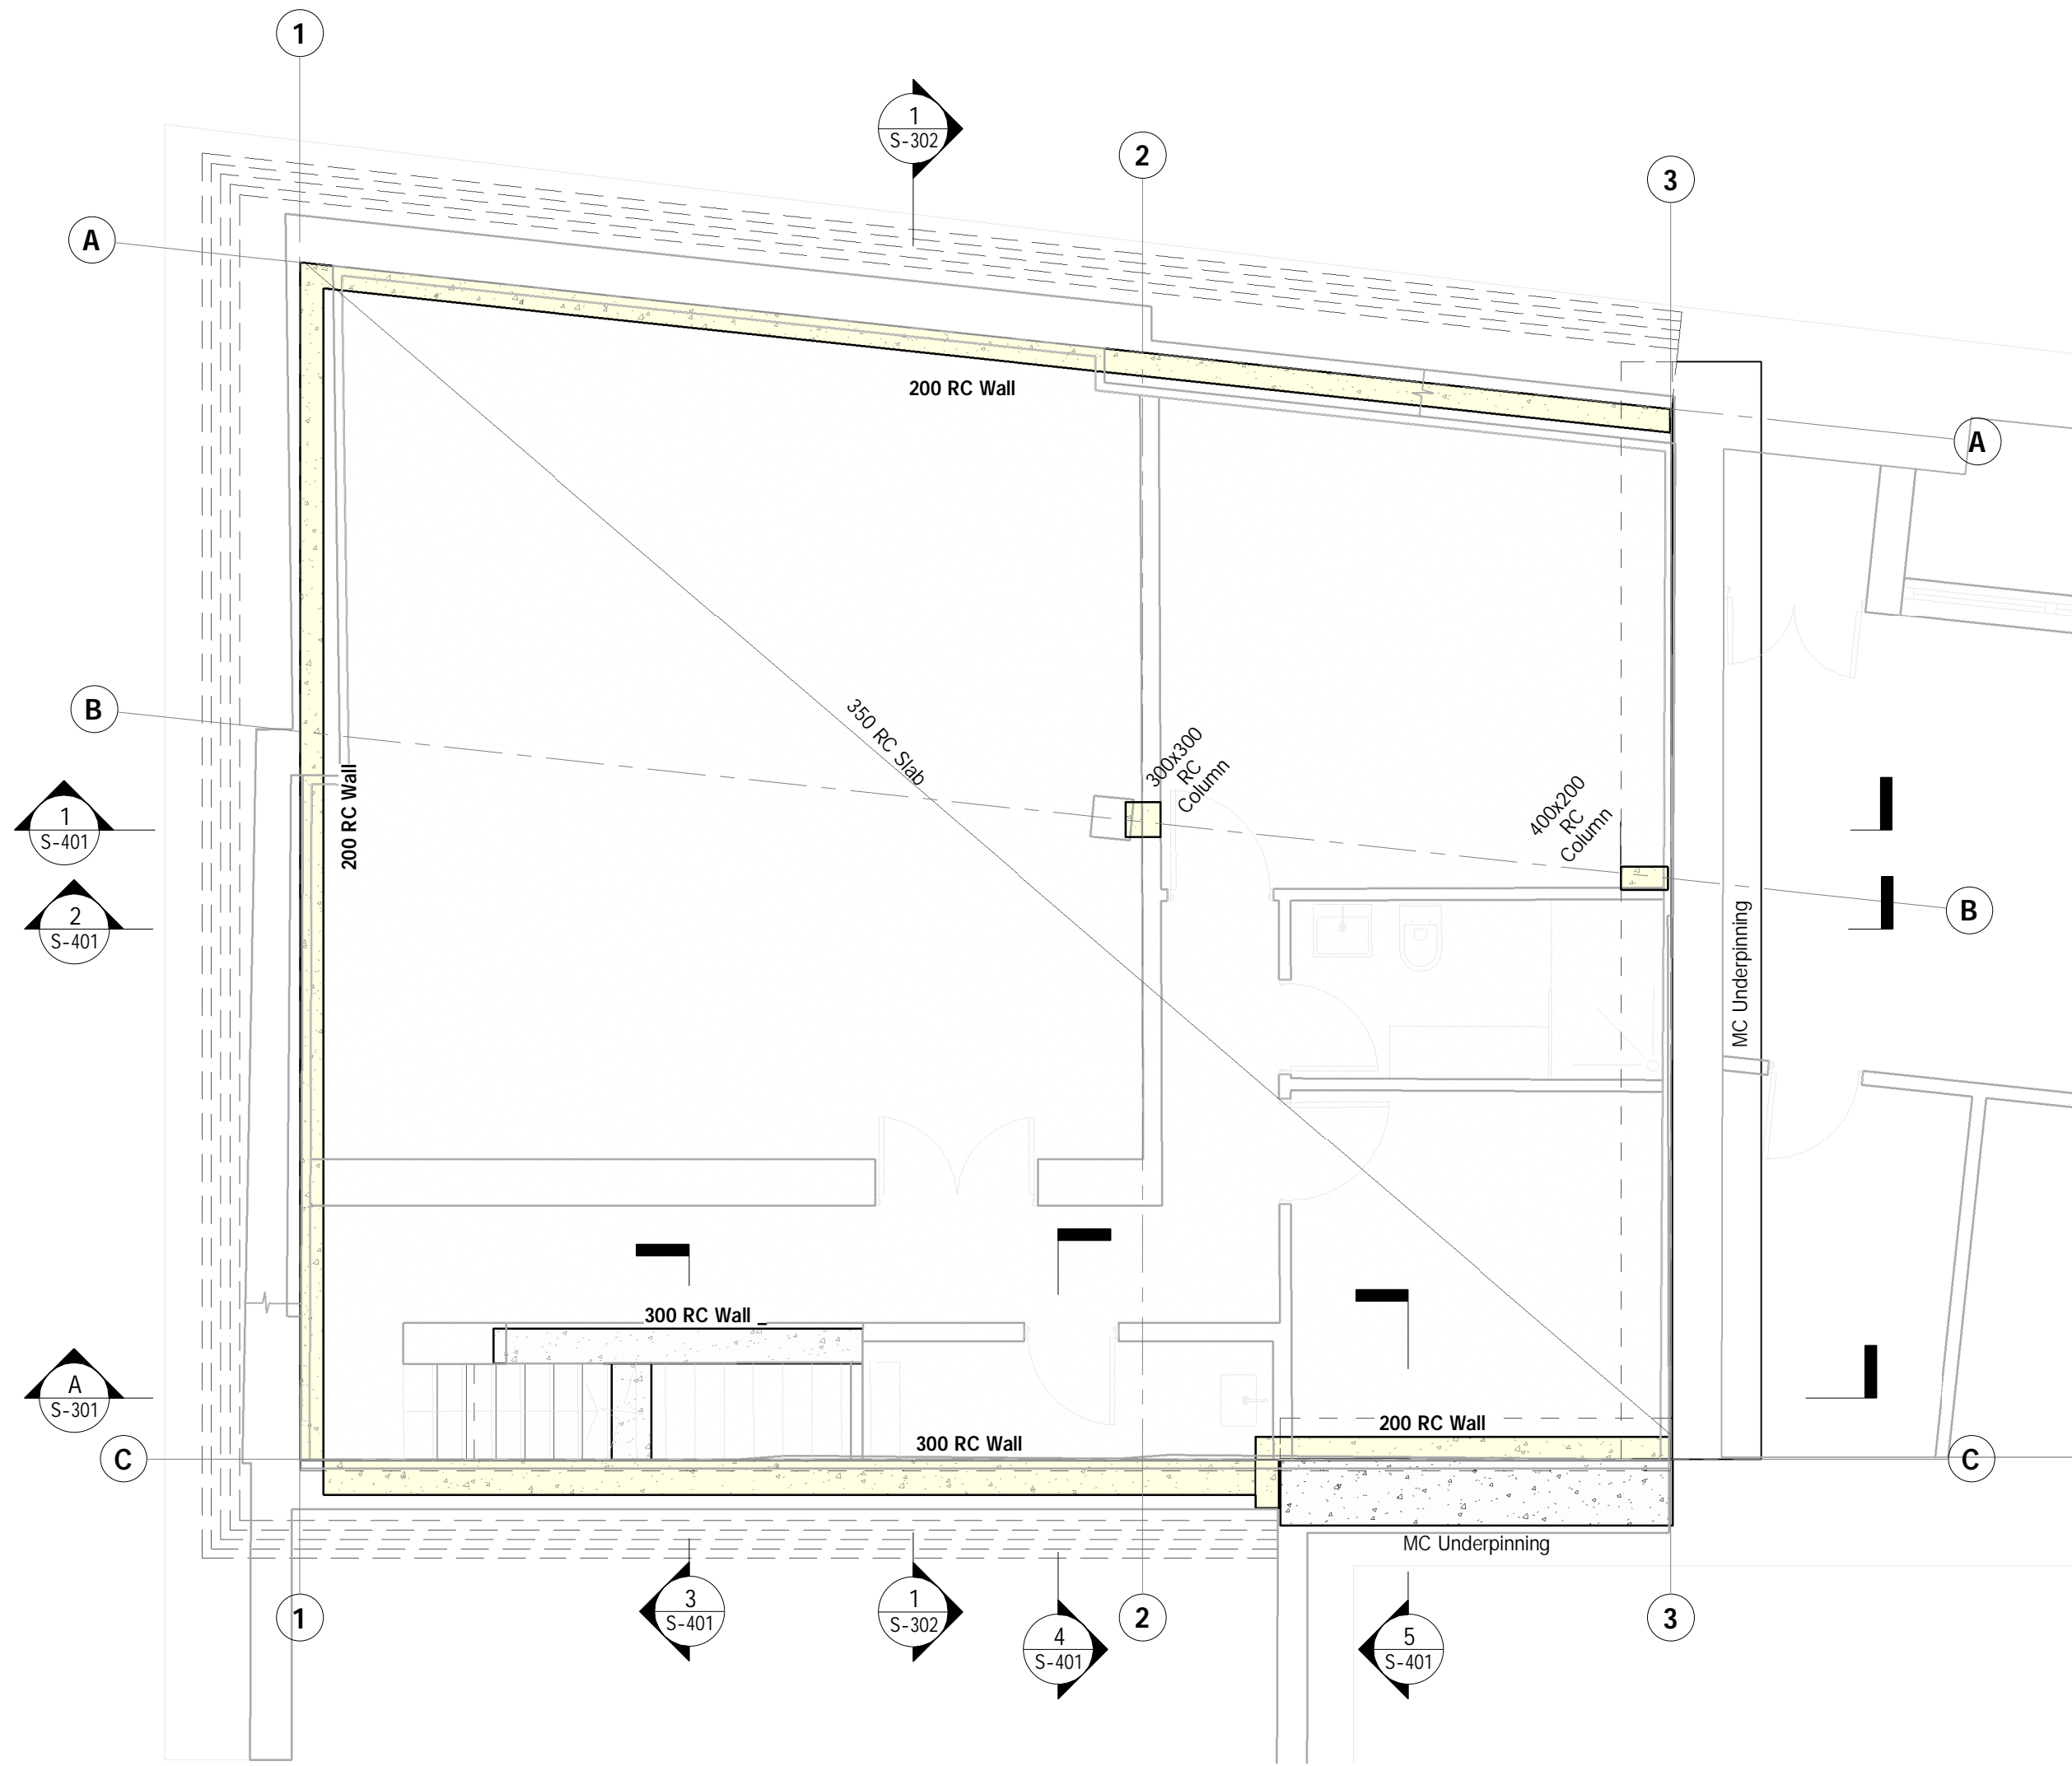 1
1
S-302
2
3
A
200 RC Wall
A
B
350 RC Slab
300x300
RC
Column
200 RC Wall
400x200
RC
Column
1
S-401
2
S-401
B
MC Underpinning
300 RC Wall
A
S-301
200 RC Wall
300 RC Wall
C
C
MC Underpinning
1
3
S-401
1
S-302
2
3
4
S-401
5
S-401